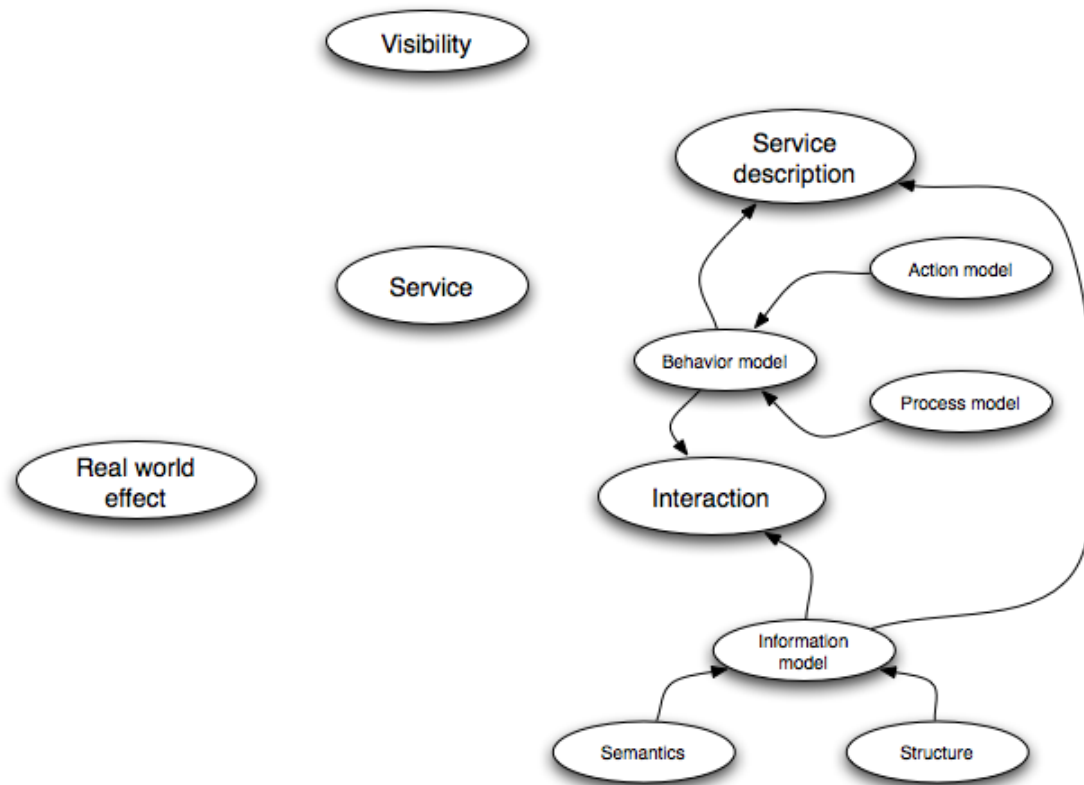 Visibility
Service
description
Action model
Service
Behavior model
Process model
Real world
effect
Interaction
Information
model
Semantics
Structure